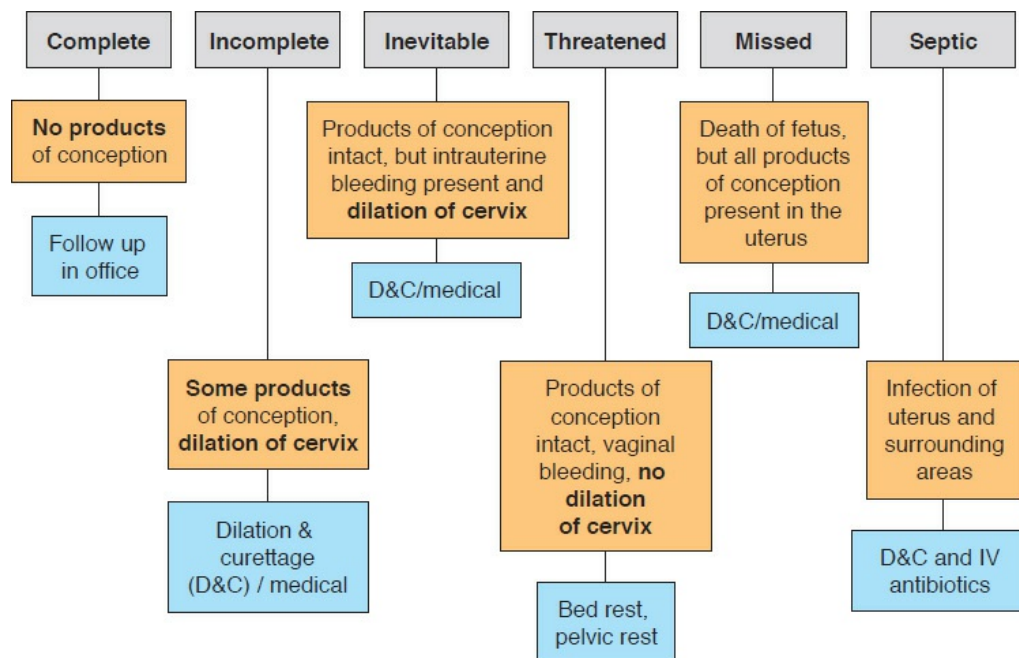 Complete
Incomplete
Inevitable
Threatened
Missed
Septic
No products
of conception
Follow up
in office
Some products
of conception,
dilation of cervix
Dilation &
curettage
(D&C) / medical
Products of conception
intact, but intrauterine
bleeding present and
dilation of cervix
D&C/medical
Products of
conception
intact, vaginal
bleeding, no
dilation
of cervix
Bed rest,
pelvic rest
Death of fetus,
but all products
of conception
present in the
uterus
D&C/medical
Infection of
uterus and
surrounding
areas
D&C and IV
antibiotics